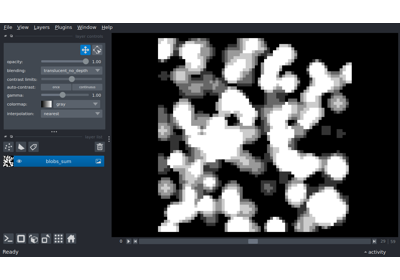 File View Layers Plugins Window Help
opacity: 1.00
blending: translucent_no_depth
contrast limits:
auto-contrast: once continuous
gamma: 1.00
colormap: gray
interpolation: nearest
blobs_sum
Ready activity